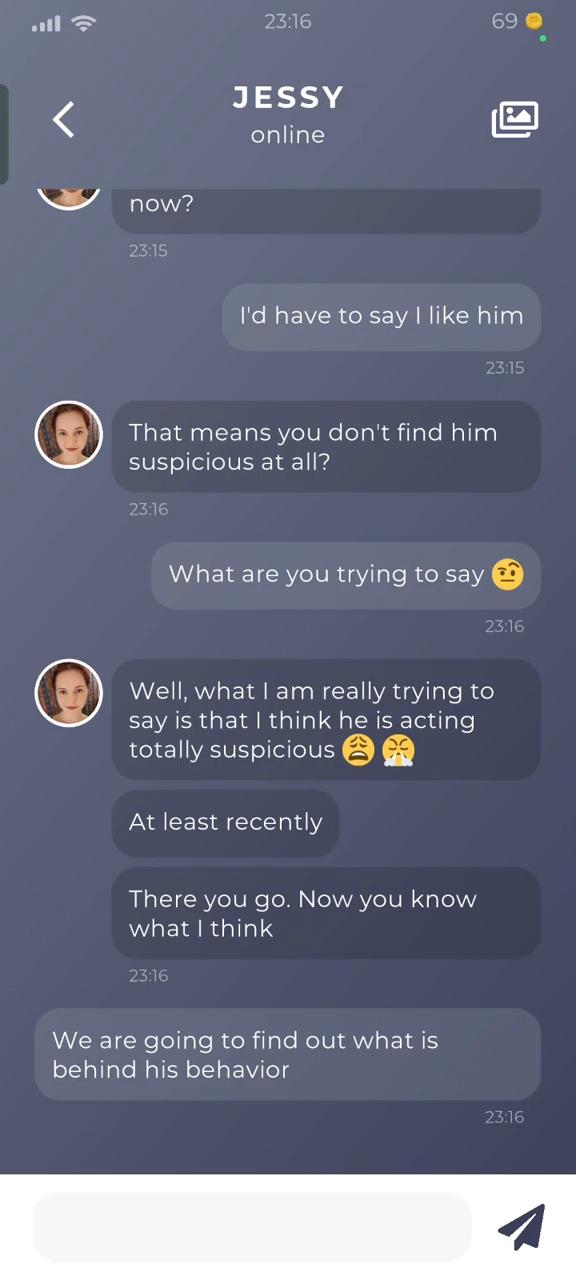 23:16
69
JESSY
online
now?
23:15
I'd have to say I like him
23:15
That means you don't find him
suspicious at all?
23:16
What are you trying to say 🤨
23:16
Well, what I am really trying to
say is that I think he is acting
totally suspicious 😩 😤
At least recently
There you go. Now you know
what I think
23:16
We are going to find out what is
behind his behavior
23:16